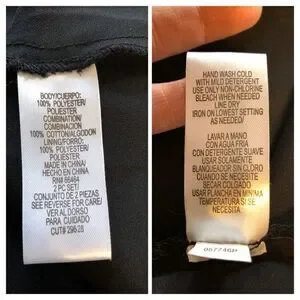 BODY/CUERPO:
100% POLYESTER/
POLIESTER
COMBINATION/
COMBINACION
100% COTTON/ALGODON
LINING/FORRO:
100% POLYESTER/
POLIESTER
MADE IN CHINA/
HECHO EN CHINA
RN# 66464
2 PC SET/
CONJUNTO DE 2 PIEZAS
SEE REVERSE FOR CARE/
VER AL DORSO
PARA CUIDADO
CUT# 29628
HAND WASH COLD
WITH MILD DETERGENT
USE ONLY NON-CHLORINE
BLEACH WHEN NEEDED
LINE DRY
IRON ON LOWEST SETTING
AS NEEDED/
LAVAR A MANO
CON AGUA FRIA
CON DETERGENTE SUAVE
USAR SOLAMENTE
BLANQUEADOR SIN CLORO
CUANDO NECESITE
SECAR COLGADO
USAR PLANCHA EN MINIMA
TEMPERATURA SI SE
NECESITA
067746P